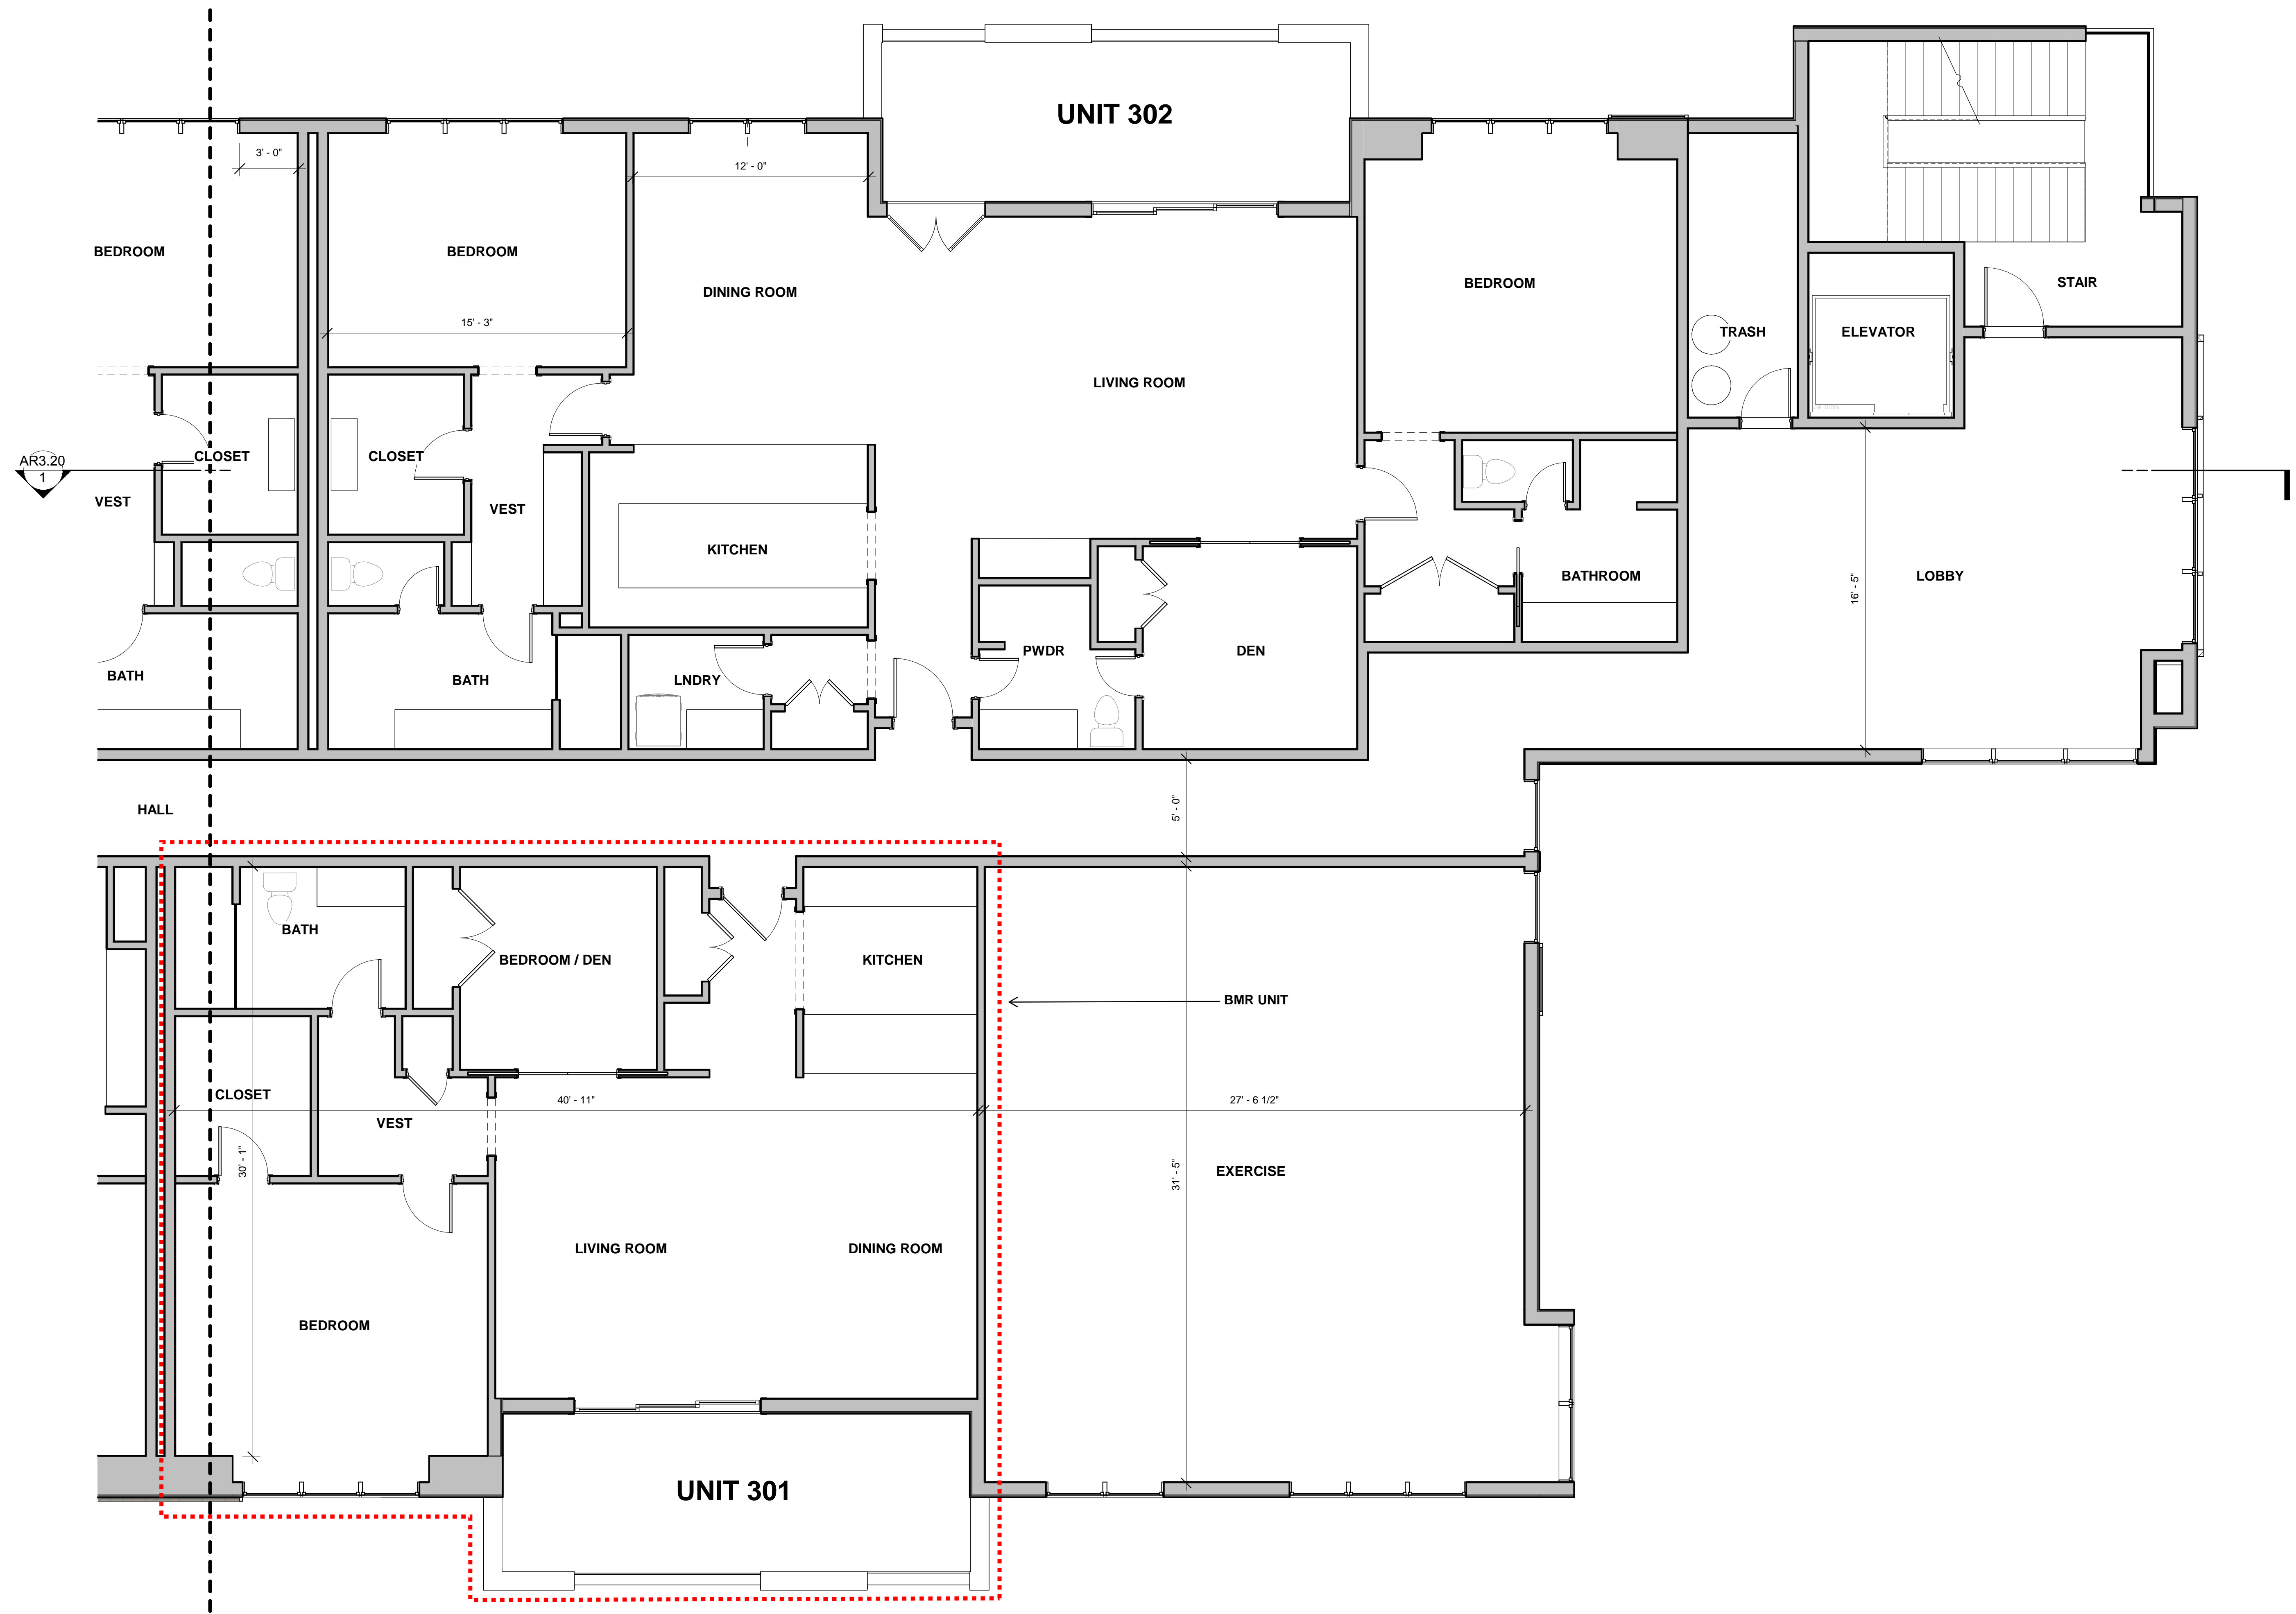 UNIT 302
3' - 0"
12' - 0"
BEDROOM
BEDROOM
DINING ROOM
BEDROOM
STAIR
15' - 3"
TRASH
ELEVATOR
LIVING ROOM
CLOSET
CLOSET
AR3.20
1
VEST
VEST
KITCHEN
BATHROOM
LOBBY
16' - 5"
PWDR
DEN
BATH
BATH
LNDRY
HALL
5' - 0"
BATH
BEDROOM / DEN
KITCHEN
BMR UNIT
CLOSET
40' - 11"
27' - 6 1/2"
VEST
30' - 1"
31' - 5"
EXERCISE
LIVING ROOM
DINING ROOM
BEDROOM
UNIT 301